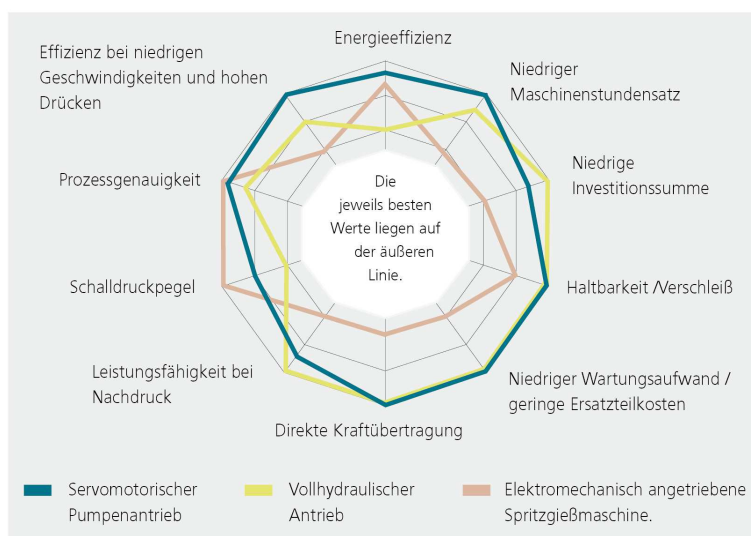 Energieeffizienz
Effizienz bei niedrigen
Geschwindigkeiten und hohen
Drücken
Niedriger
Maschinenstundensatz
Prozessgenauigkeit
Die
jeweils besten
Werte liegen auf
der äußeren
Linie.
Niedrige
Investitionssumme
Schalldruckpegel
Haltbarkeit /Verschleiß
Leistungsfähigkeit bei
Nachdruck
Niedriger Wartungsaufwand /
geringe Ersatzteilkosten
Direkte Kraftübertragung
Servomotorischer
Pumpenantrieb
Vollhydraulischer
Antrieb
Elektromechanisch angetriebene
Spritzgießmaschine.